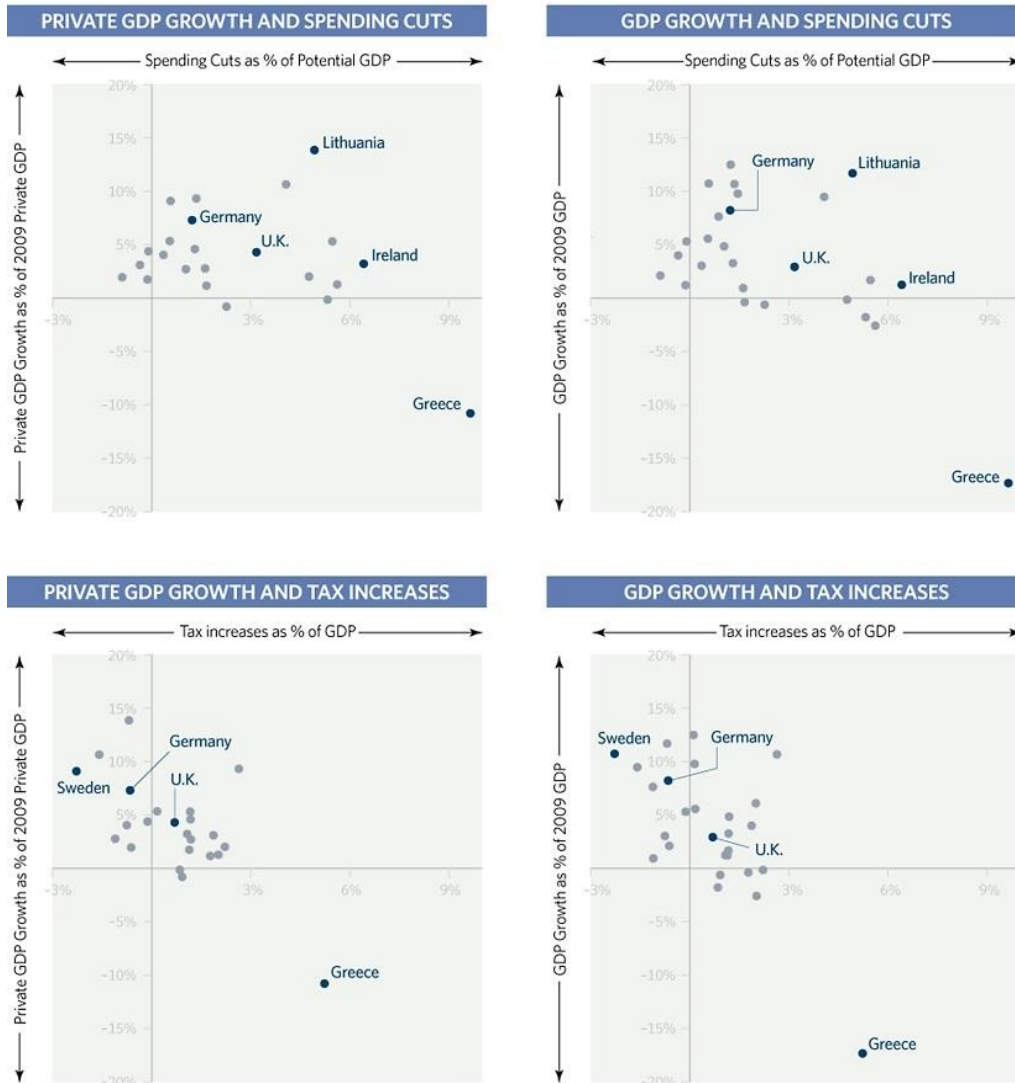 PRIVATE GDP GROWTH AND SPENDING CUTS
Spending Cuts as % of Potential GDP
Private GDP Growth as % of 2009 Private GDP
20%
15%
Lithuania
10%
Germany
5%
U.K.
Ireland
-3%
3%
6%
9%
-5%
-10%
Greece
-15%
-20%
GDP GROWTH AND SPENDING CUTS
Spending Cuts as % of Potential GDP
GDP Growth as % of 2009 GDP
20%
15%
Germany
Lithuania
10%
5%
U.K.
Ireland
-3%
3%
6%
9%
-5%
-10%
-15%
Greece
-20%
PRIVATE GDP GROWTH AND TAX INCREASES
Tax increases as % of GDP
Private GDP Growth as % of 2009 Private GDP
20%
15%
Germany
10%
U.K.
Sweden
5%
-3%
3%
6%
9%
-5%
-10%
Greece
-15%
-20%
GDP GROWTH AND TAX INCREASES
Tax increases as % of GDP
GDP Growth as % of 2009 GDP
20%
15%
Sweden
Germany
10%
5%
U.K.
-3%
3%
6%
9%
-5%
-10%
-15%
Greece
-20%